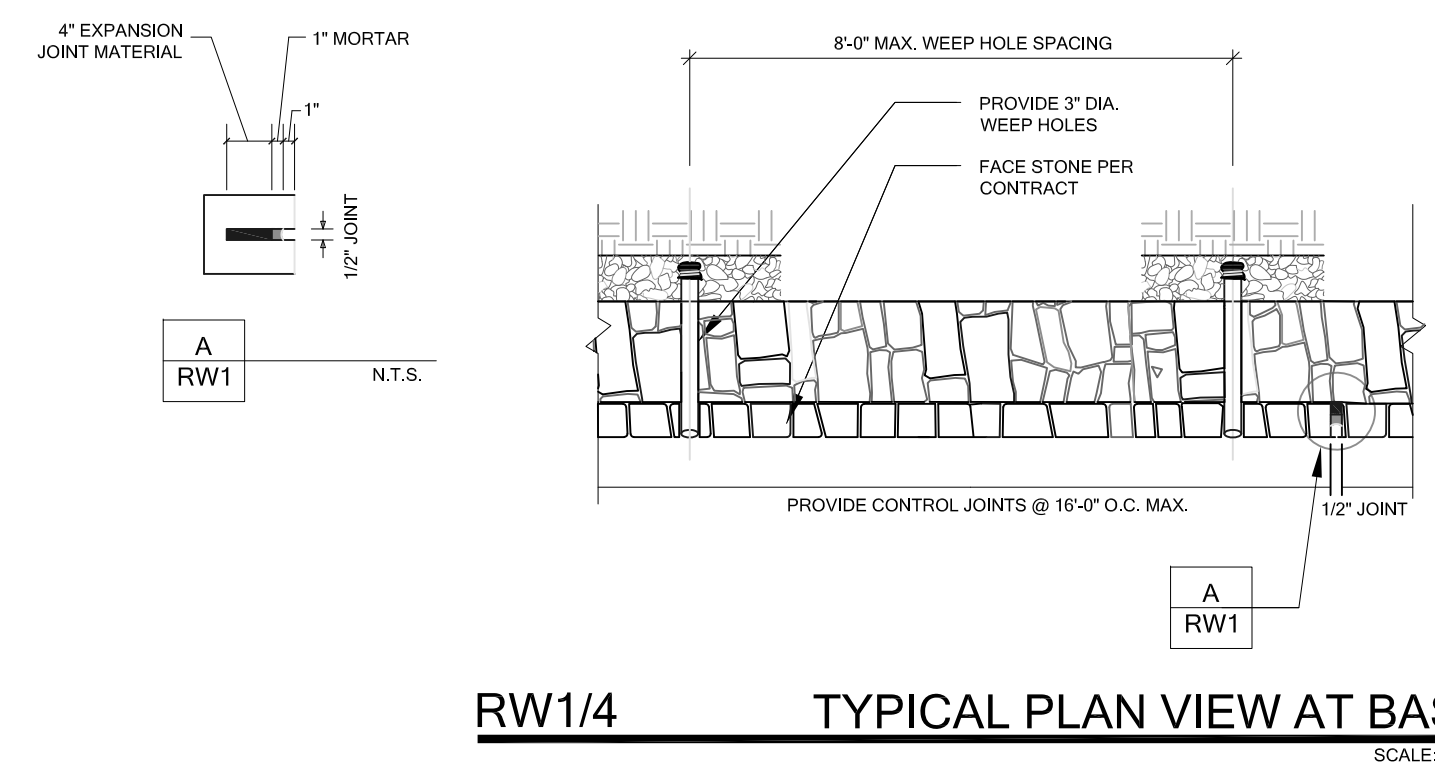 4" EXPANSION
JOINT MATERIAL
1" MORTAR
1"
1/2" JOINT
A
RW1
N.T.S.
8'-0" MAX. WEEP HOLE SPACING
PROVIDE 3" DIA.
WEEP HOLES
FACE STONE PER
CONTRACT
PROVIDE CONTROL JOINTS @ 16'-0" O.C. MAX.
1/2" JOINT
A
RW1
RW1/4 TYPICAL PLAN VIEW AT
SCALE: